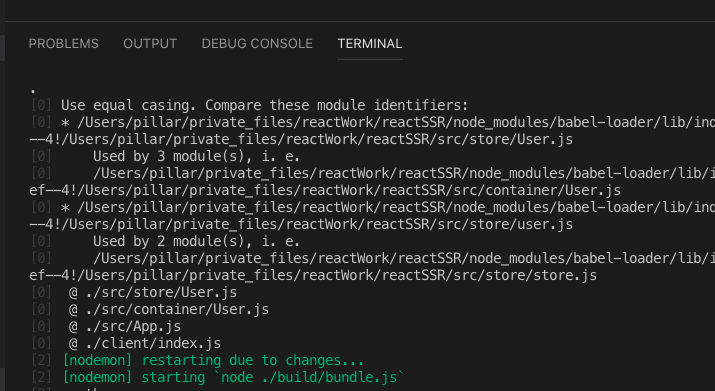 PROBLEMS OUTPUT DEBUG CONSOLE TERMINAL
.
[0] Use equal casing. Compare these module identifiers:
[0] * /Users/pillar/private_files/reactWork/reactSSR/node_modules/babel-loader/lib/ind
--4!/Users/pillar/private_files/reactWork/reactSSR/src/store/User.js
[0]     Used by 3 module(s), i. e.
[0]     /Users/pillar/private_files/reactWork/reactSSR/node_modules/babel-loader/lib/i
ef--4!/Users/pillar/private_files/reactWork/reactSSR/src/container/User.js
[0] * /Users/pillar/private_files/reactWork/reactSSR/node_modules/babel-loader/lib/ind
--4!/Users/pillar/private_files/reactWork/reactSSR/src/store/user.js
[0]     Used by 2 module(s), i. e.
[0]     /Users/pillar/private_files/reactWork/reactSSR/node_modules/babel-loader/lib/i
ef--4!/Users/pillar/private_files/reactWork/reactSSR/src/store/store.js
[0]  @ ./src/store/User.js
[0]  @ ./src/container/User.js
[0]  @ ./src/App.js
[0]  @ ./client/index.js
[2] [nodemon] restarting due to changes...
[2] [nodemon] starting `node ./build/bundle.js`